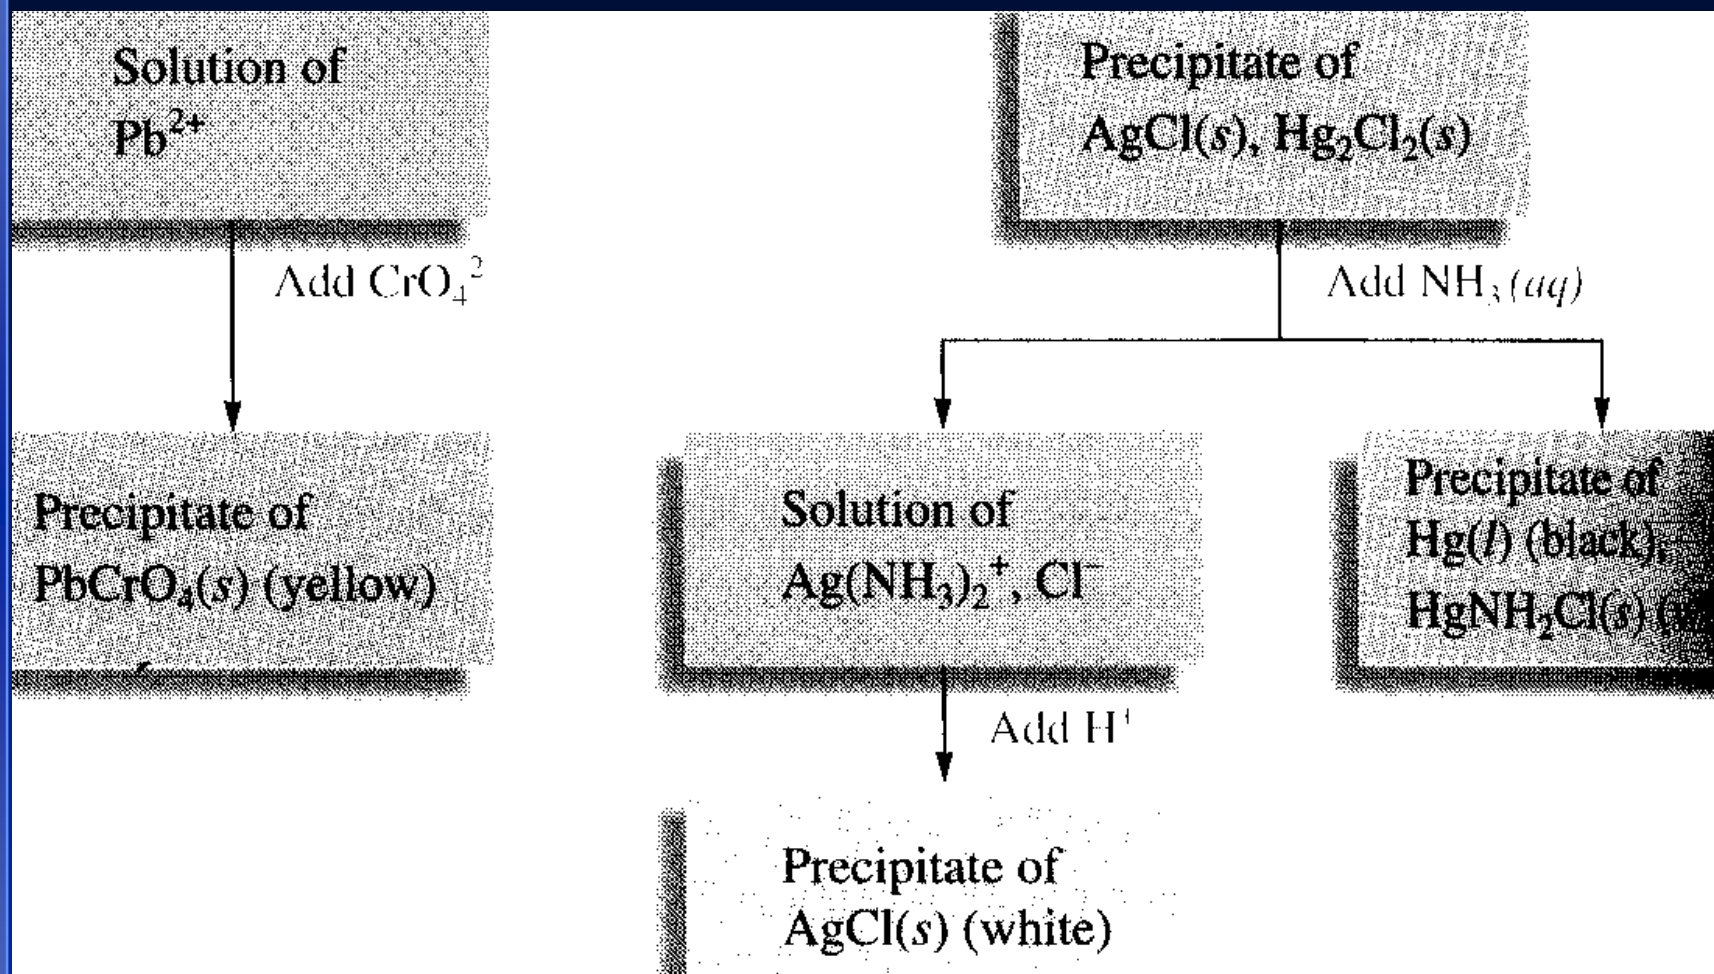 Solution of
Pb²⁺
Precipitate of
AgCl(s), Hg₂Cl₂(s)
Add CrO₄²
Add NH₃(aq)
Precipitate of
PbCrO₄(s) (yellow)
Solution of
Ag(NH₃)₂⁺, Cl⁻
Precipitate of
Hg(l) (black),
HgNH₂Cl(s)
Add H⁺
Precipitate of
AgCl(s) (white)